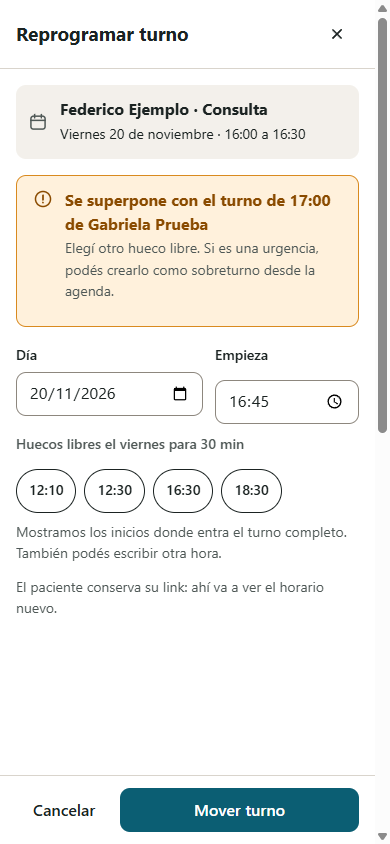 Reprogramar turno
Federico Ejemplo · Consulta
Viernes 20 de noviembre · 16:00 a 16:30
Se superpone con el turno de 17:00
de Gabriela Prueba
Elegí otro hueco libre. Si es una urgencia,
podés crearlo como sobreturno desde la
agenda.
Día
Empieza
20/11/2026
16:45
Huecos libres el viernes para 30 min
12:10 12:30 16:30 18:30
Mostramos los inicios donde entra el turno completo.
También podés escribir otra hora.
El paciente conserva su link: ahí va a ver el horario
nuevo.
Cancelar
Mover turno